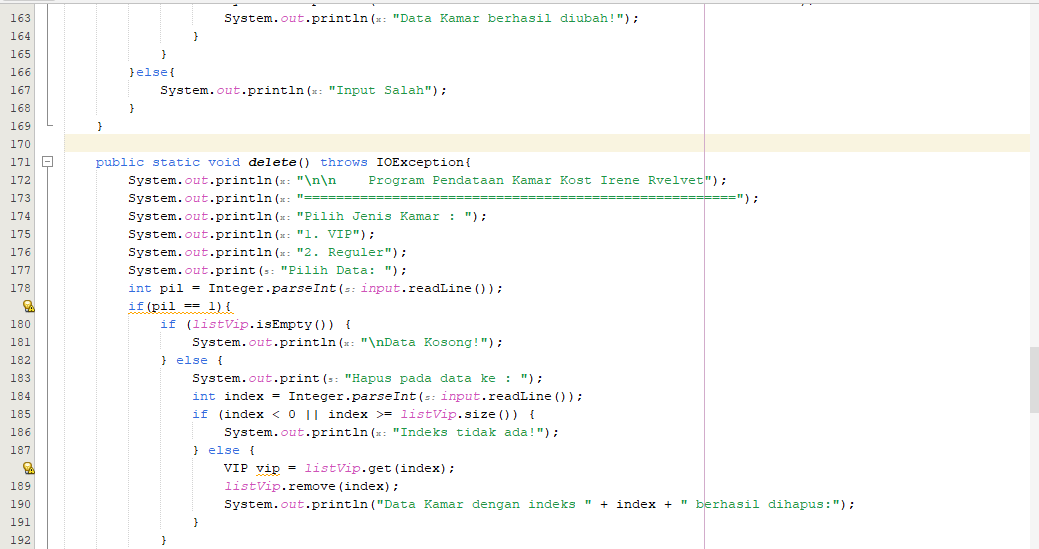 163 System.out.println(x: "Data Kamar berhasil diubah!");
164 }
165 }
166 }else{
167 System.out.println(x: "Input Salah");
168 }
169 }
170
171 public static void delete() throws IOException{
172 System.out.println(x: "\n\n    Program Pendataan Kamar Kost Irene Rvelvet");
173 System.out.println(x: "======================================================");
174 System.out.println(x: "Pilih Jenis Kamar : ");
175 System.out.println(x: "1. VIP");
176 System.out.println(x: "2. Reguler");
177 System.out.print(s: "Pilih Data: ");
178 int pil = Integer.parseInt(s: input.readLine());
if(pil == 1){
180 if (listVip.isEmpty()) {
181 System.out.println(x: "\nData Kosong!");
182 } else {
183 System.out.print(s: "Hapus pada data ke : ");
184 int index = Integer.parseInt(s: input.readLine());
185 if (index < 0 || index >= listVip.size()) {
186 System.out.println(x: "Indeks tidak ada!");
187 } else {
VIP vip = listVip.get(index);
189 listVip.remove(index);
190 System.out.println("Data Kamar dengan indeks " + index + " berhasil dihapus:");
191 }
192 }